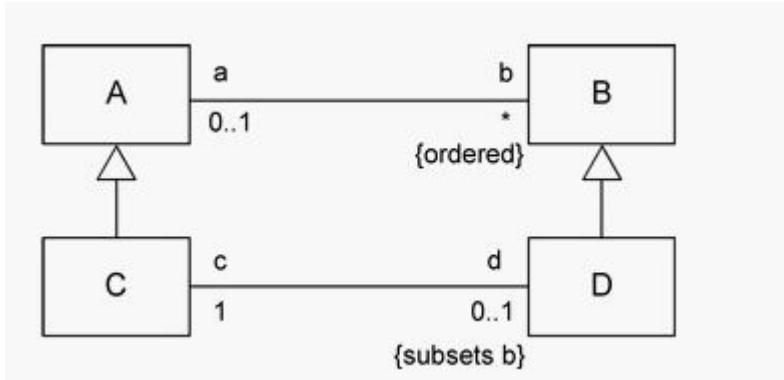 a b
A B
0..1 *
{ordered}
c d
C D
1 0..1
{subsets b}